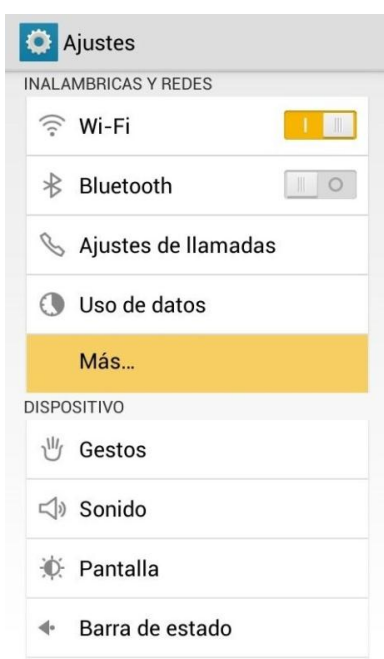 Ajustes
INALAMBRICAS Y REDES
Wi-Fi
Bluetooth
Ajustes de llamadas
Uso de datos
Más...
DISPOSITIVO
Gestos
Sonido
Pantalla
Barra de estado